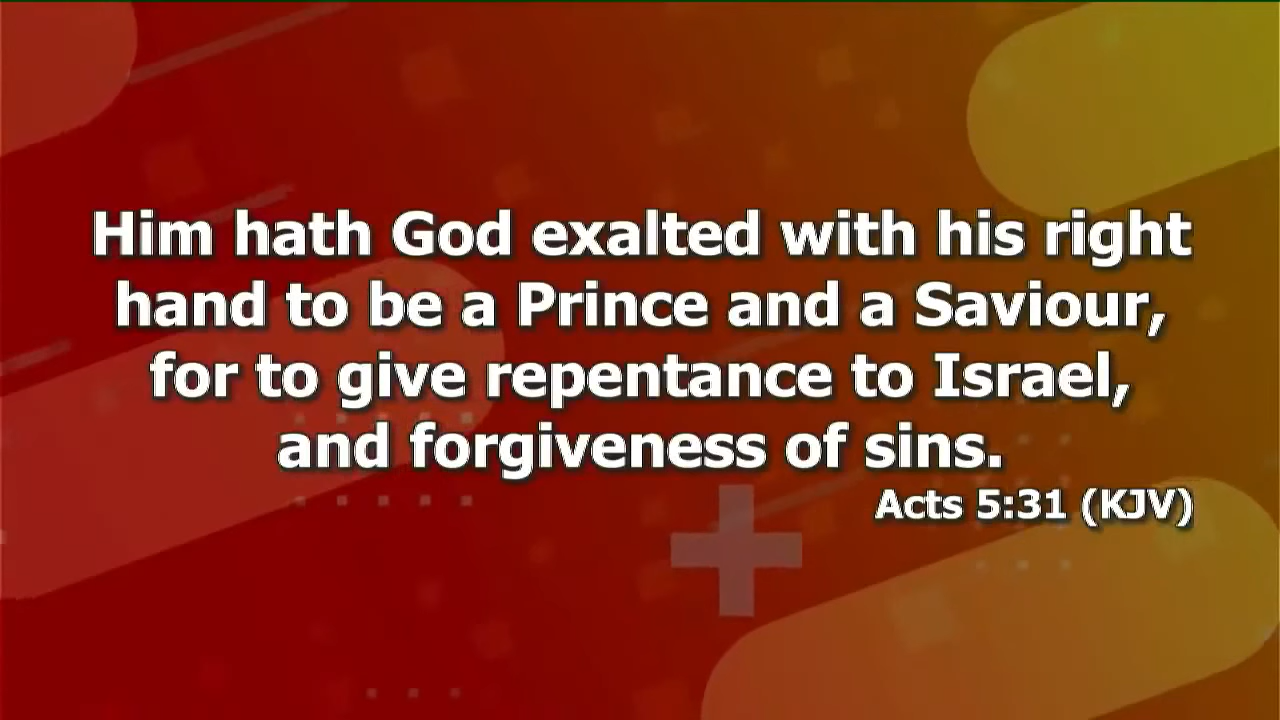 Him hath God exalted with his right
hand to be a Prince and a Saviour,
for to give repentance to Israel,
and forgiveness of sins.
Acts 5:31 (KJV)